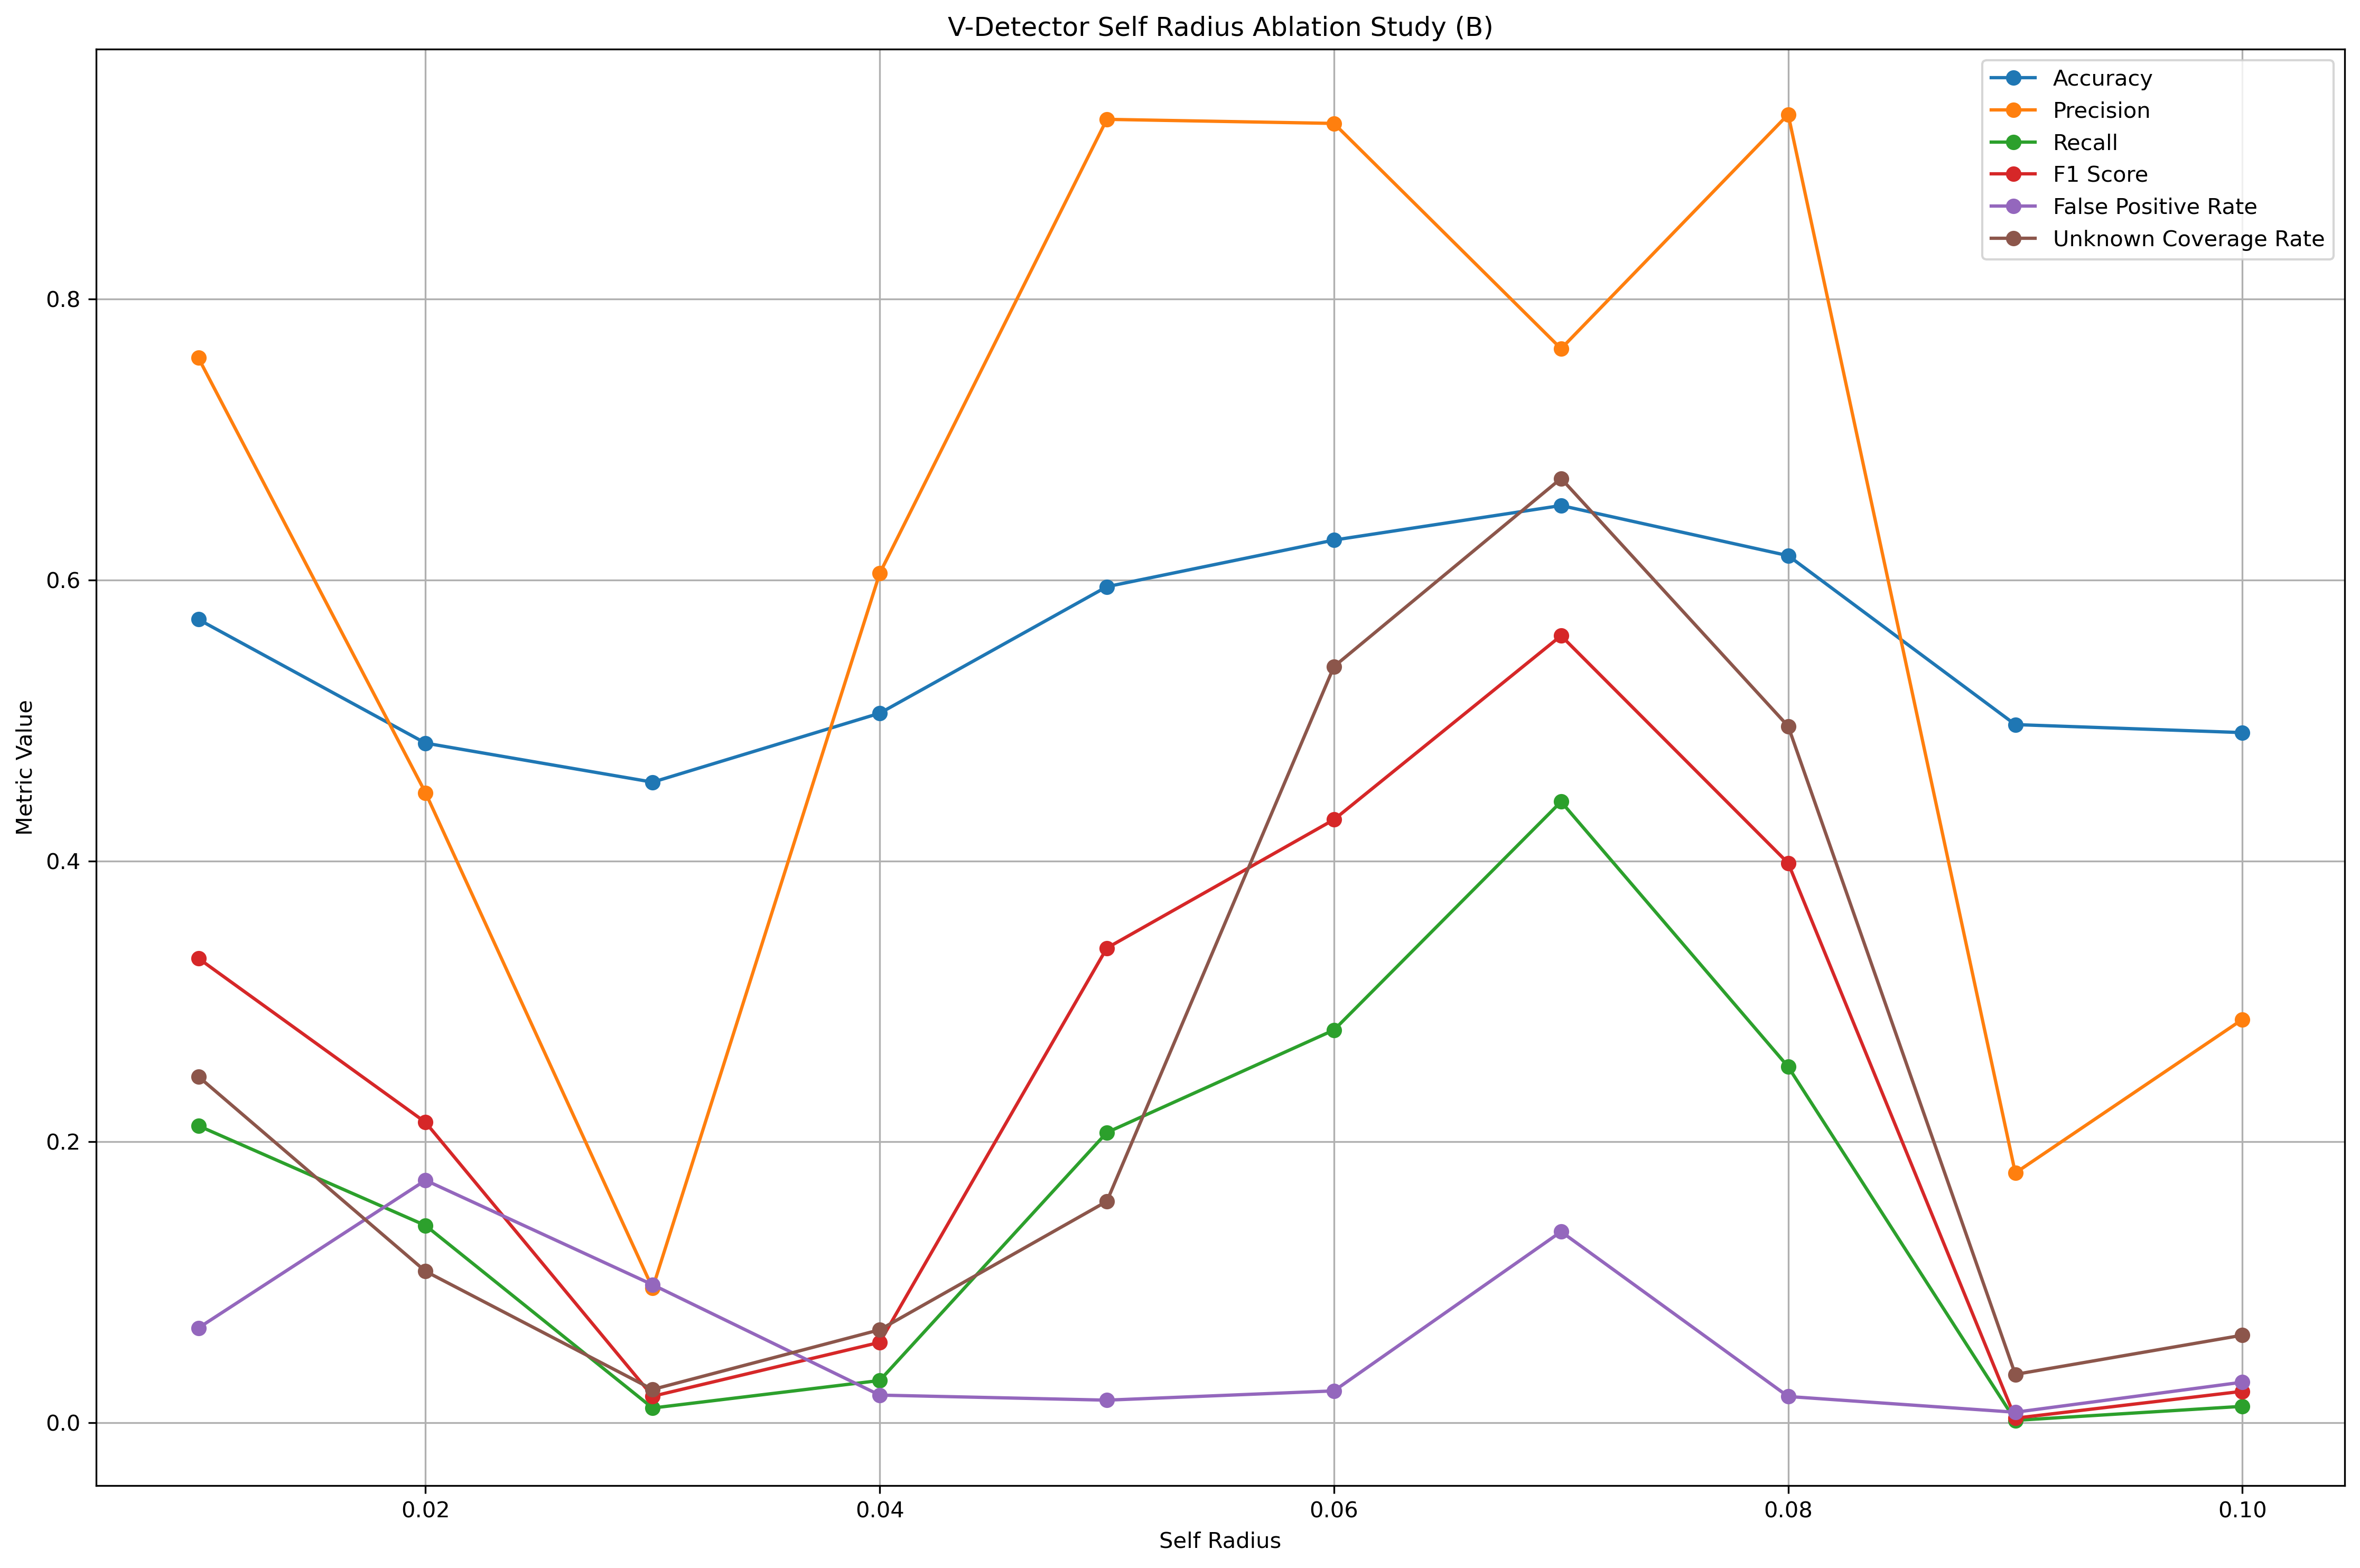 V-Detector Self Radius Ablation Study (B)
Accuracy
Precision
Recall
F1 Score
False Positive Rate
Unknown Coverage Rate
Metric Value
0.8
0.6
0.4
0.2
0.0
0.02
0.04
0.06
0.08
0.10
Self Radius